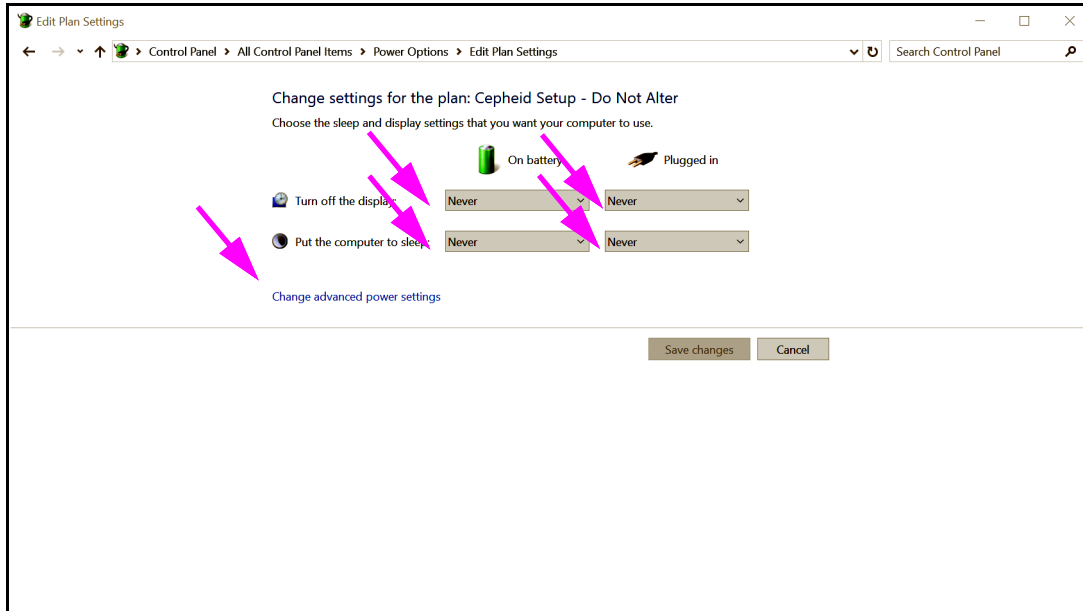 Edit Plan Settings
Control Panel > All Control Panel Items > Power Options > Edit Plan Settings
Search Control Panel
Change settings for the plan: Cepheid Setup - Do Not Alter
Choose the sleep and display settings that you want your computer to use.
On battery
Plugged in
Turn off the display: Never Never
Put the computer to sleep: Never Never
Change advanced power settings
Save changes Cancel